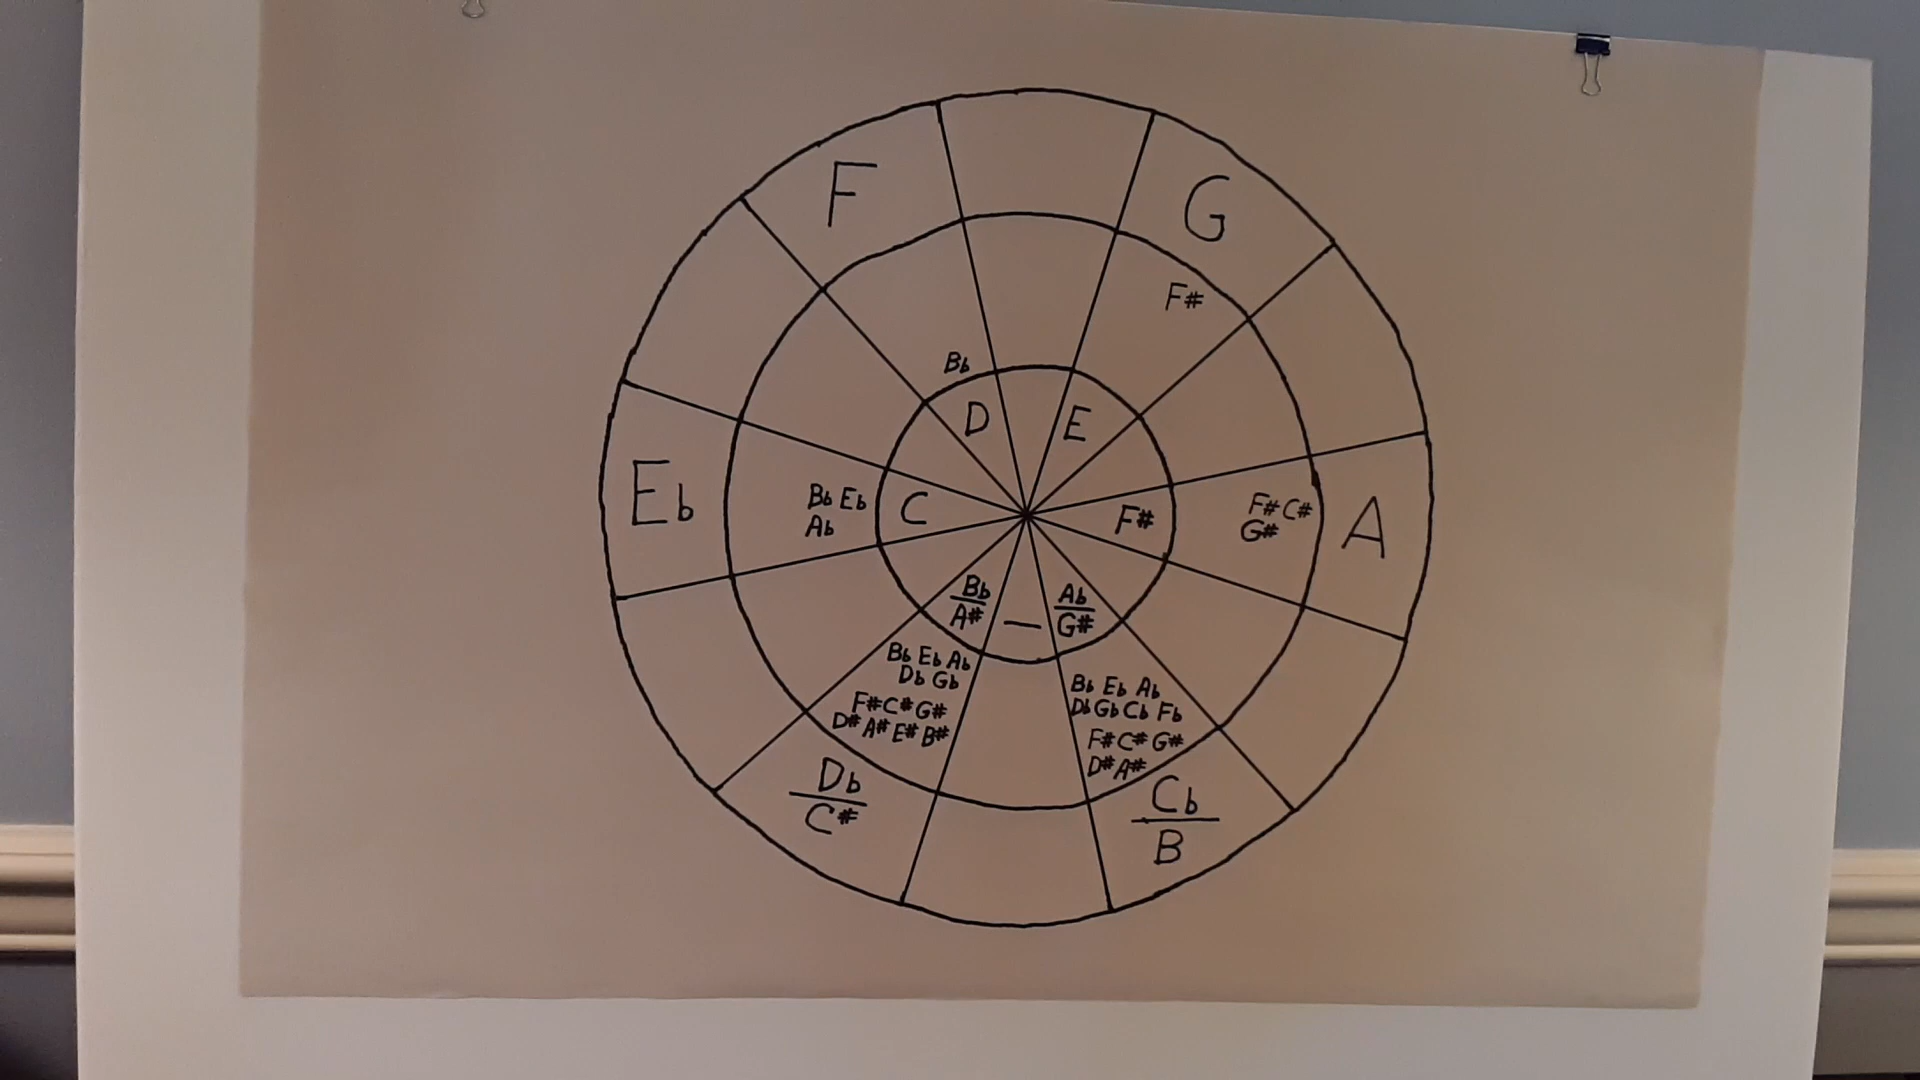 F
G
F#
Bb
D
E
Eb
Bb Eb
Ab
C
F#
F# C#
G#
A
Bb
A#
—
Ab
G#
Bb Eb Ab
Db Gb
F# C# G#
D# A# E# B#
Bb Eb Ab
Db Gb Cb Fb
F# C# G#
D# A#
Db
C#
Cb
B